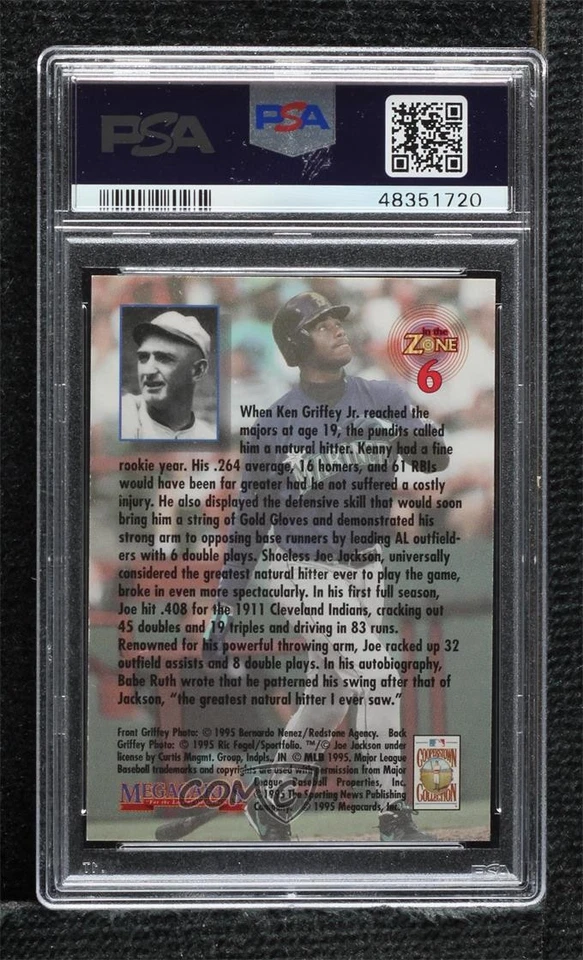 PSA
PSA
48351720
In the
ZONE
6
When Ken Griffey Jr. reached the
majors at age 19, the pundits called
him a natural hitter. Kenny had a fine
rookie year. His .264 average, 16 homers, and 61 RBIs
would have been far greater had he not suffered a costly
injury. He also displayed the defensive skill that would soon
bring him a string of Gold Gloves and demonstrated his
strong arm to opposing base runners by leading AL outfield-
ers with 6 double plays. Shoeless Joe Jackson, universally
considered the greatest natural hitter ever to play the game,
broke in even more spectacularly. In his first full season,
Joe hit .408 for the 1911 Cleveland Indians, cracking out
45 doubles and 19 triples and driving in 83 runs.
Renowned for his powerful throwing arm, Joe racked up 32
outfield assists and 8 double plays. In his autobiography,
Babe Ruth wrote that he patterned his swing after that of
Jackson, "the greatest natural hitter I ever saw."
Front Griffey Photo: © 1995 Bernardo Nenez/Redstone Agency. Back
Griffey Photo: © 1995 Ric Fogel/Sportfolio. ™/© Joe Jackson under
license by Curtis Mngmt. Group, Indpls, IN © MLB 1995. Major League
Baseball trademarks and copyrights are used with permission from Major
League Baseball Properties, Inc.
© 1995 The Sporting News Publishing
© 1995 Megacards, Inc.
MEGACARDS
COMC
COOPERSTOWN
COLLECTION
PSA